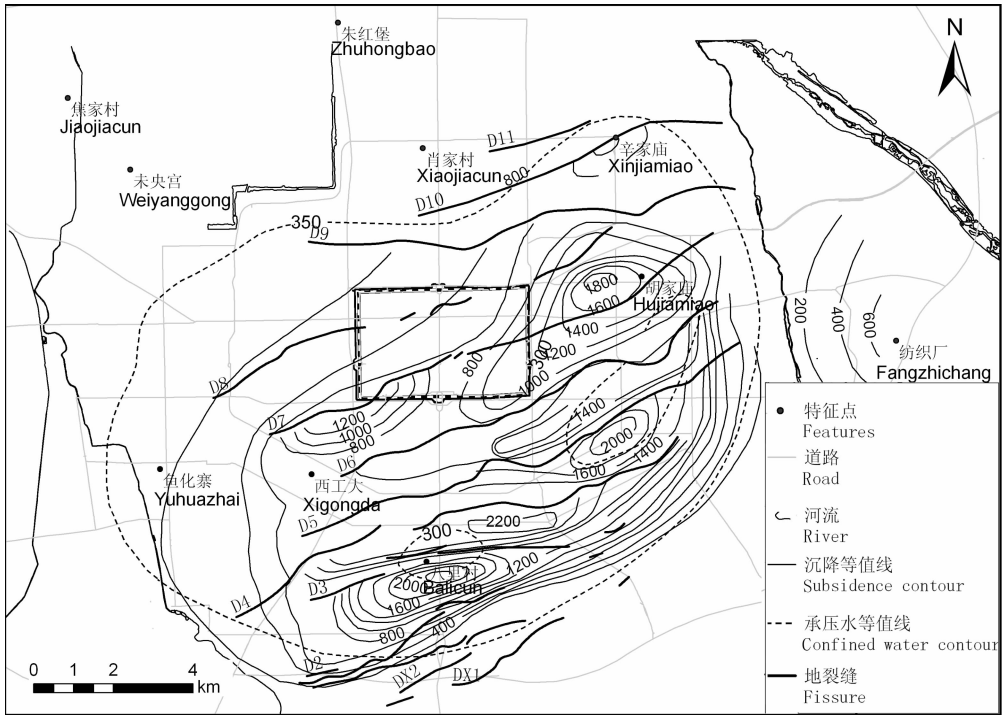 朱红堡
Zhuhongbao
N
焦家村
Jiaojiacun
D11
肖家村
Xiaojiacun
辛家庙
Xinjiamiao
800
未央宫
Weiyanggong
D10
350
D9
1800
胡家庙
Hujiamiao
1600
1400
1200
1000
300
800
200
400
600
纺织厂
Fangzhichang
D8
D7
1200
1000
800
1400
2000
1400
1600
D6
鱼化寨
Yuhuazhai
西工大
Xigongda
D5
2200
300
八里村
Balicun
1200
2000
1600
800
400
D4
D3
D2
DX2
DX1
特征点
Features
道路
Road
河流
River
沉降等值线
Subsidence contour
承压水等值线
Confined water contour
地裂缝
Fissure
0 1 2 4
km